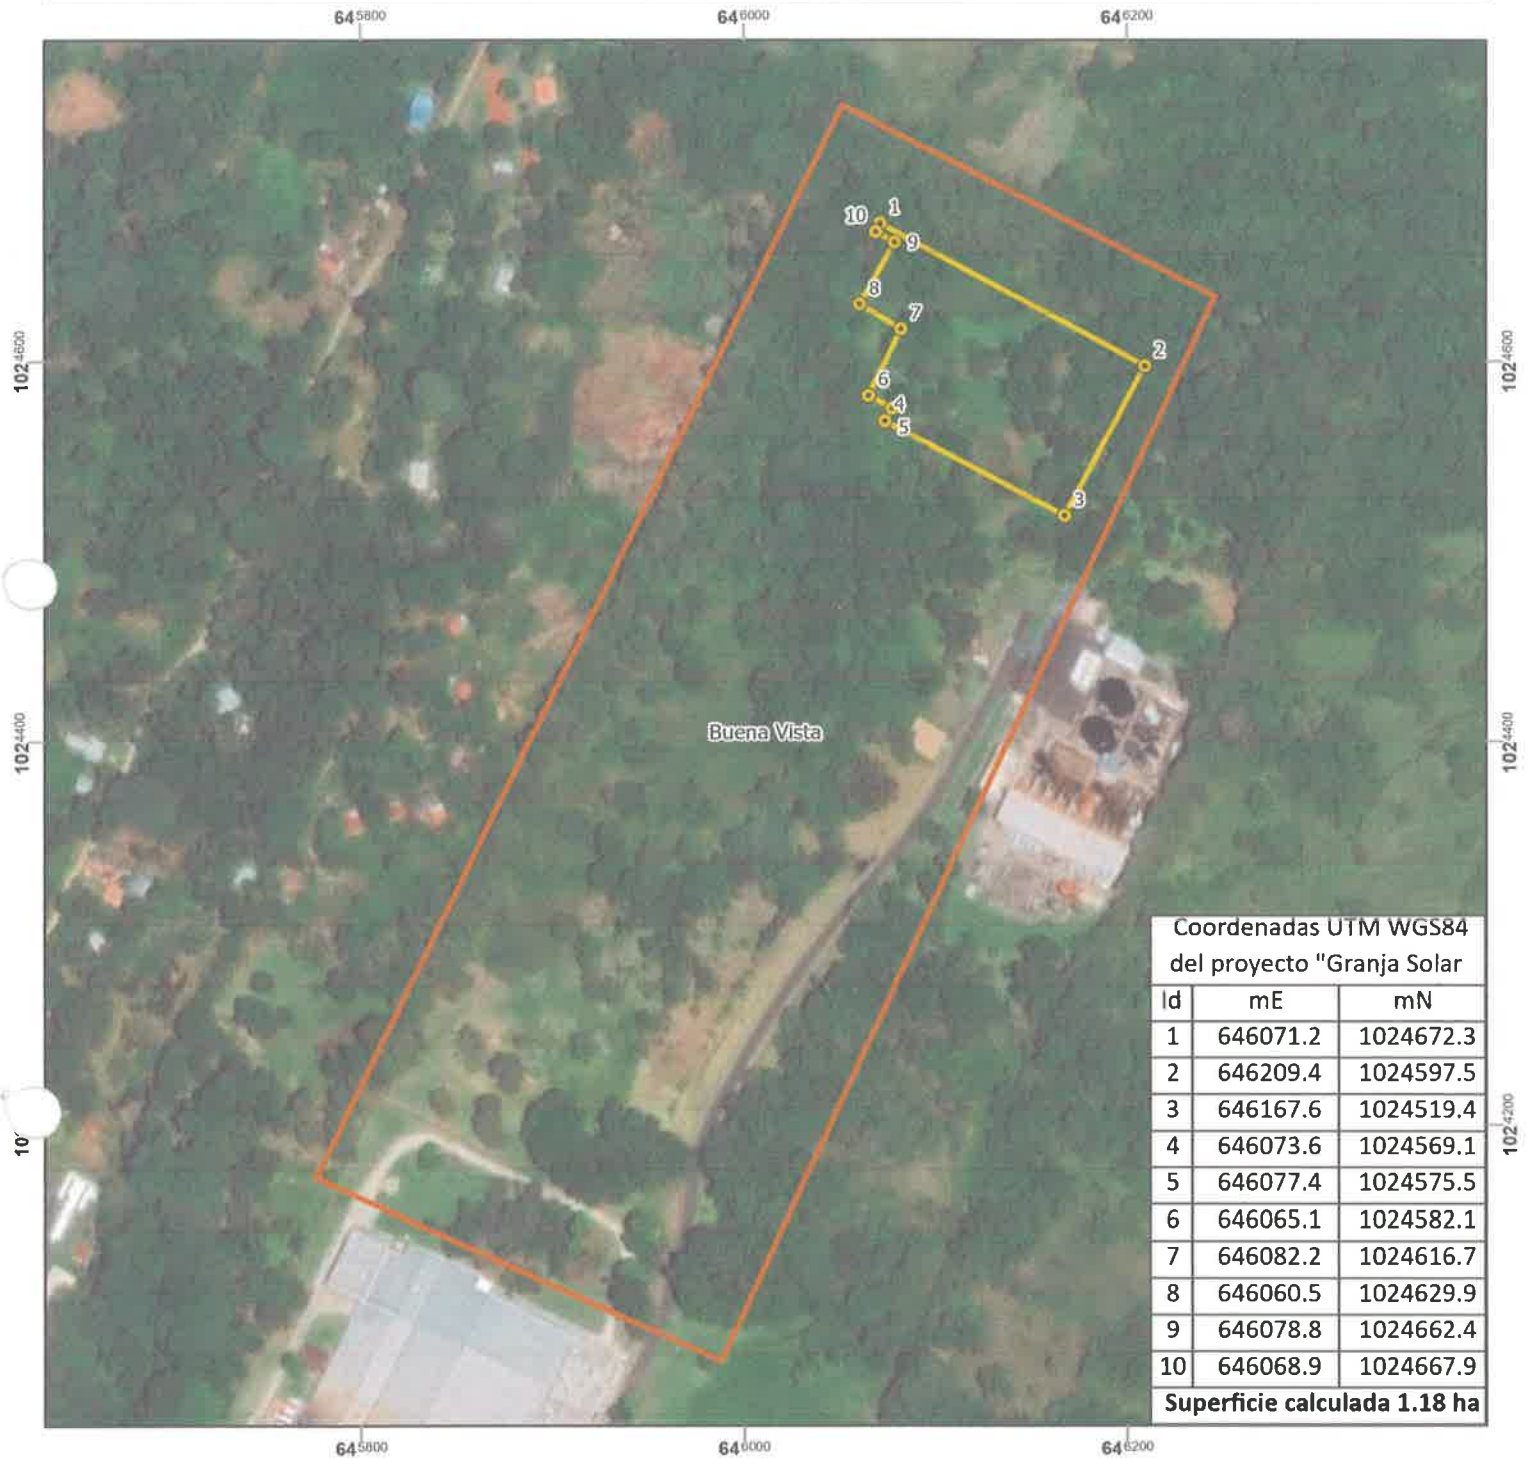 645800 646000 646200
1
10
9
8
7
2
1024600 1024600
6
4
5
3
Buena Vista
1024400 1024400
Coordenadas UTM WGS84
del proyecto "Granja Solar
Id mE mN
1 646071.2 1024672.3
2 646209.4 1024597.5
3 646167.6 1024519.4
4 646073.6 1024569.1
5 646077.4 1024575.5
6 646065.1 1024582.1
7 646082.2 1024616.7
8 646060.5 1024629.9
9 646078.8 1024662.4
10 646068.9 1024667.9
Superficie calculada 1.18 ha
1024200
645800 646000 646200